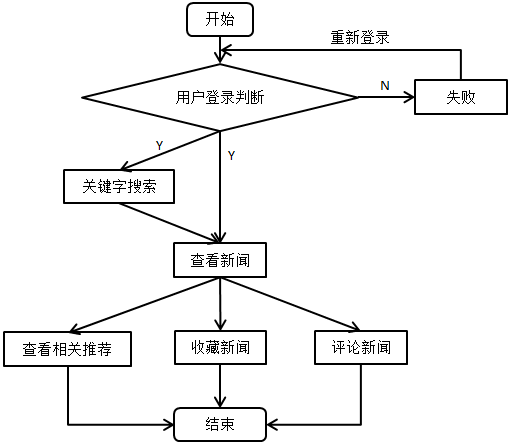 开始
重新登录
用户登录判断
N
失败
Y
Y
关键字搜索
查看新闻
查看相关推荐
收藏新闻
评论新闻
结束